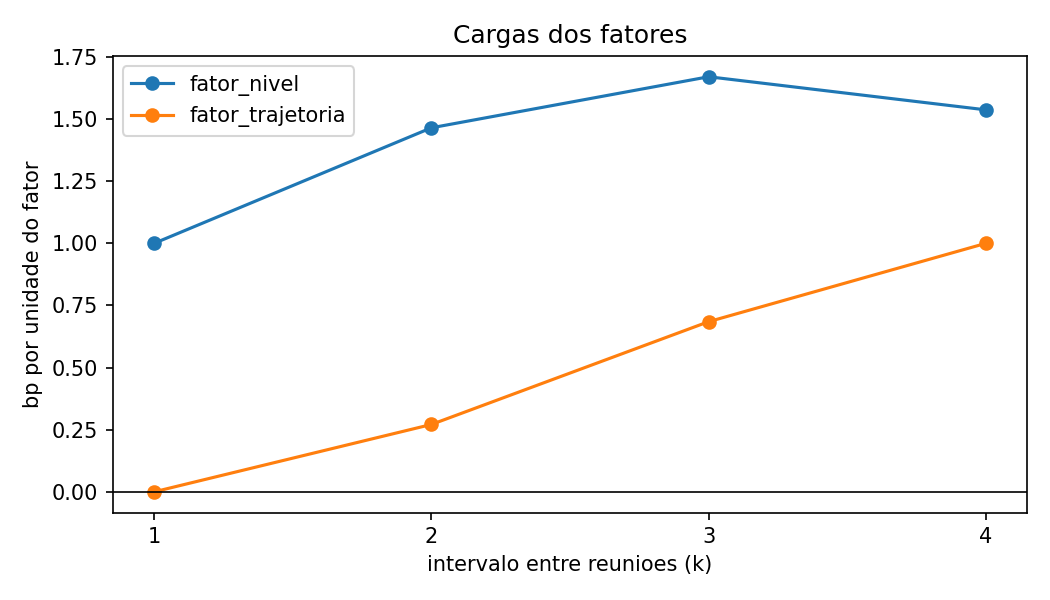 Cargas dos fatores
fator_nivel
fator_trajetoria
bp por unidade do fator
1.75
1.50
1.25
1.00
0.75
0.50
0.25
0.00
1 2 3 4
intervalo entre reunioes (k)